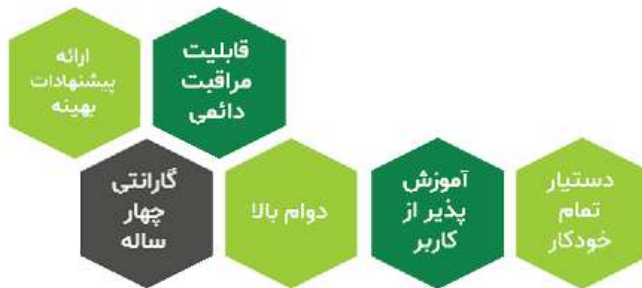 قابلیت
مراقبت
دائمی
ارائه
پیشنهادات
بهینه
دستیار
تمام
خودکار
آموزش
پذیر از
کاربر
دوام بالا
گارانتی
چهار
ساله